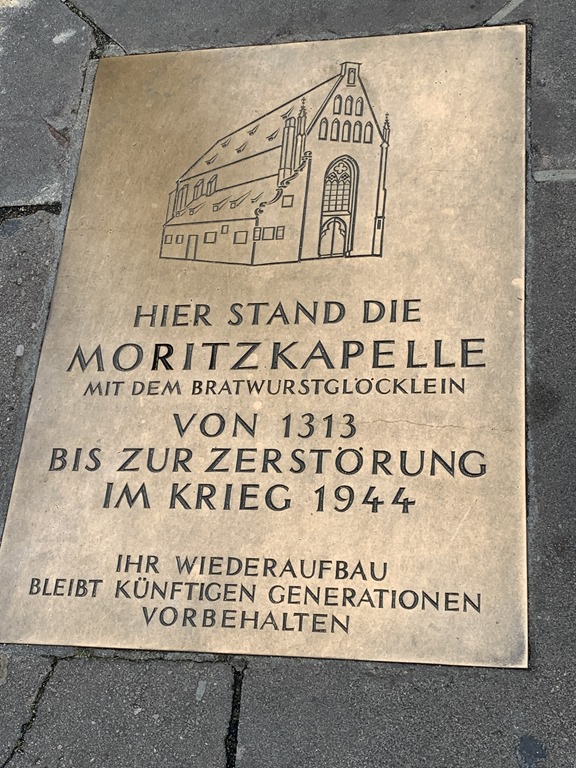 HIER STAND DIE
MORITZKAPELLE
MIT DEM BRATWURSTGLÖCKLEIN
VON 1313
BIS ZUR ZERSTÖRUNG
IM KRIEG 1944
IHR WIEDERAUFBAU
BLEIBT KÜNFTIGEN GENERATIONEN
VORBEHALTEN